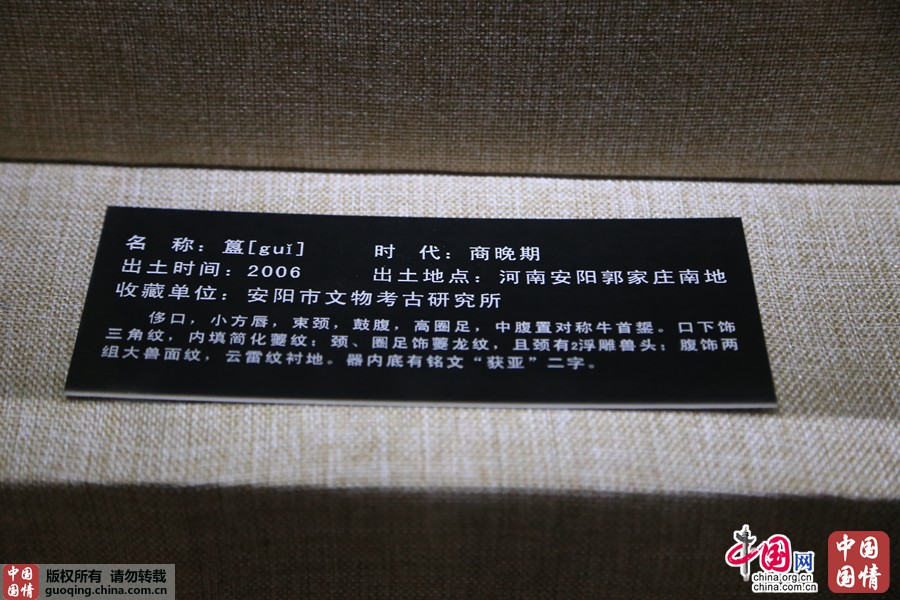 名 称：簋[guǐ] 时 代：商晚期
出土时间：2006 出土地点：河南安阳郭家庄南地
收藏单位：安阳市文物考古研究所
侈口，小方唇，束颈，鼓腹，高圈足，中腹置对称牛首鋬。口下饰
三角纹，内填简化夔纹；颈、圈足饰夔龙纹，且颈有2浮雕兽头；腹饰两
组大兽面纹，云雷纹衬地。器内底有铭文“获亚”二字。
中国网
china.org.cn
china.com.cn
中国
国情
中国
国情
版权所有 请勿转载
guoqing.china.com.cn